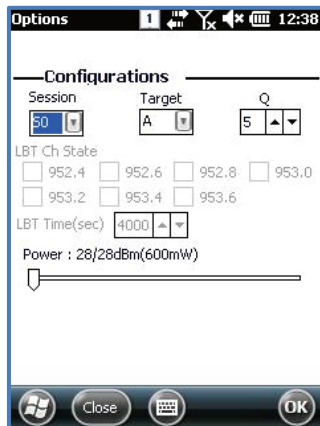 Options 1 12:38
Configurations
Session Target Q
S0 A 5
LBT Ch State
952.4 952.6 952.8 953.0
953.2 953.4 953.6
LBT Time(sec) 4000
Power : 28/28dBm(600mW)
Close OK